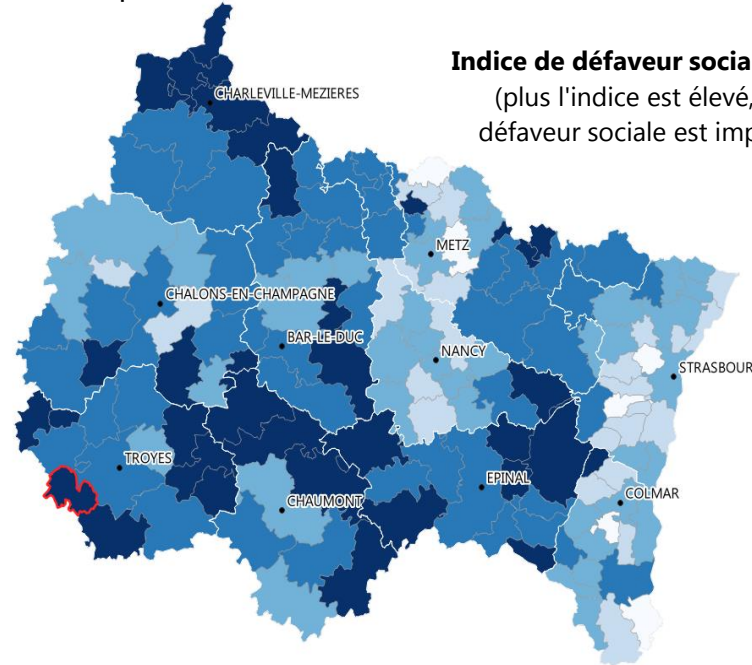 Indice de défaveur socia
(plus l'indice est élevé,
défaveur sociale est imp
CHARLEVILLE-MEZIERES
METZ
CHALONS-EN-CHAMPAGNE
BAR-LE-DUC
NANCY
STRASBOUR
TROYES
EPINAL
CHAUMONT
COLMAR